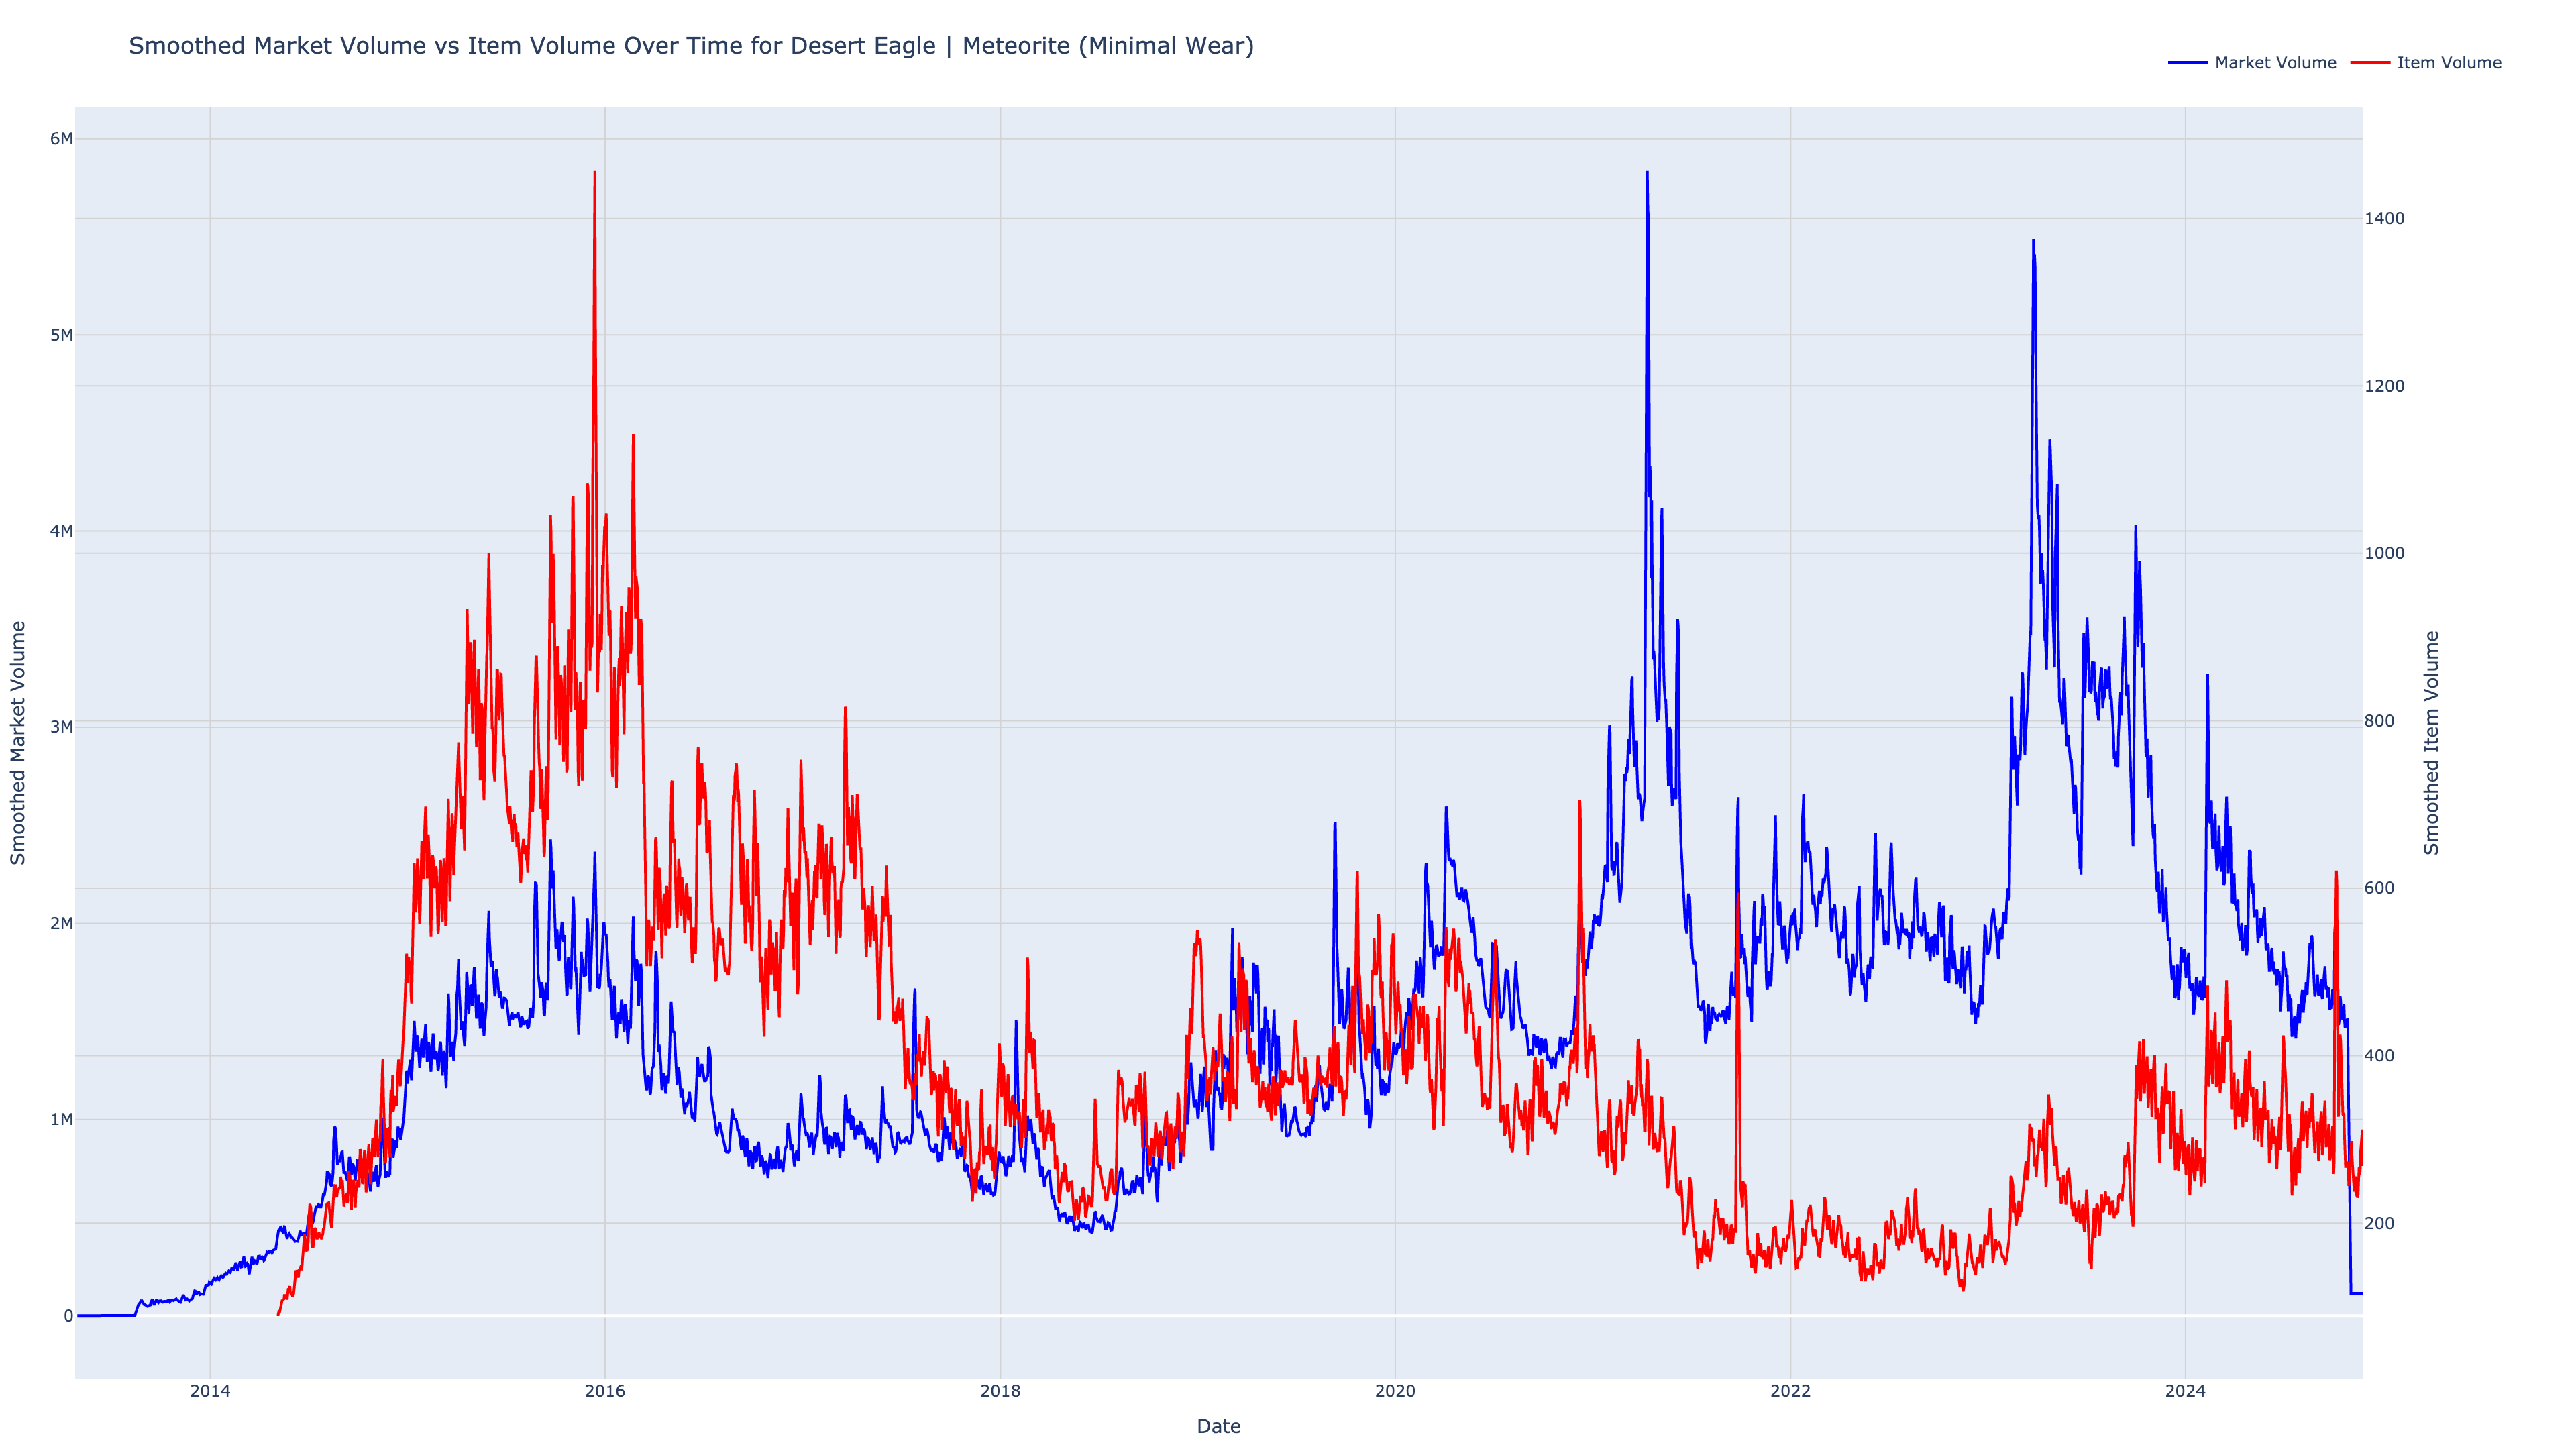 Smoothed Market Volume vs Item Volume Over Time for Desert Eagle | Meteorite (Minimal Wear)
Market Volume
Item Volume
6M
5M
4M
3M
2M
1M
0
Smoothed Market Volume
1400
1200
1000
800
600
400
200
Smoothed Item Volume
2014
2016
2018
2020
2022
2024
Date